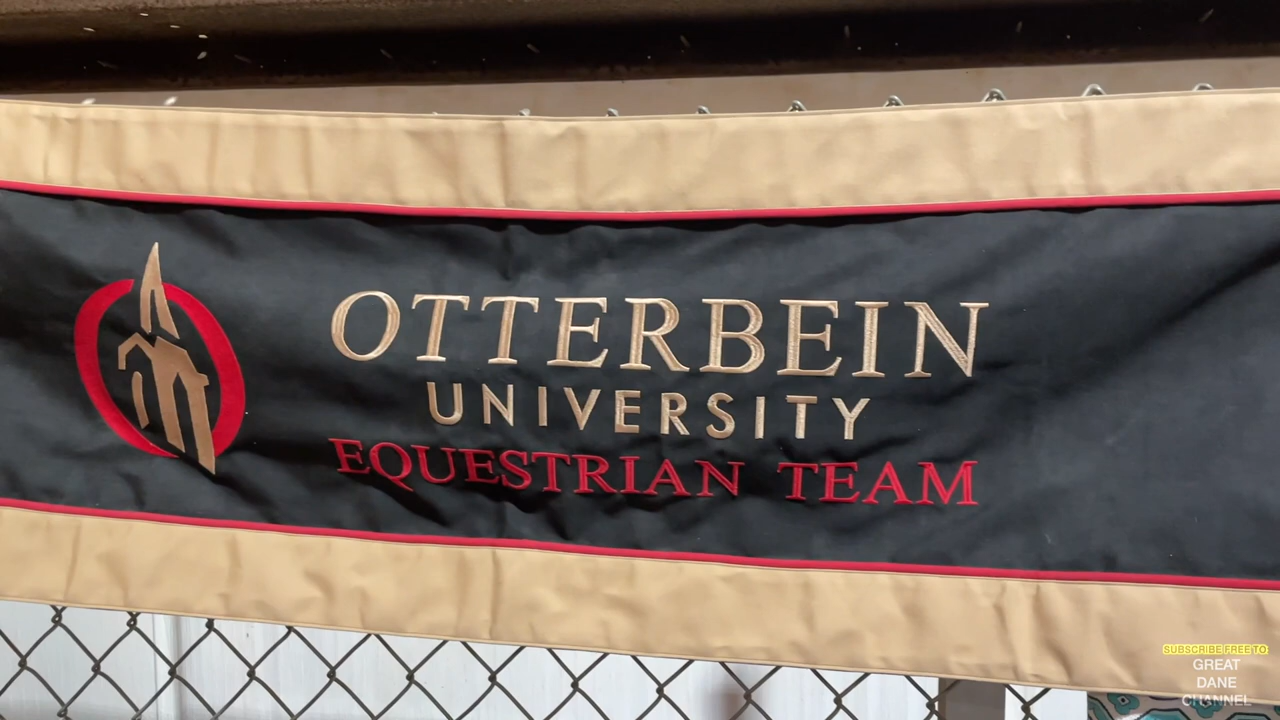 OTTERBEIN
UNIVERSITY
EQUESTRIAN TEAM
SUBSCRIBE FREE TO:
GREAT
DANE
CHANNEL